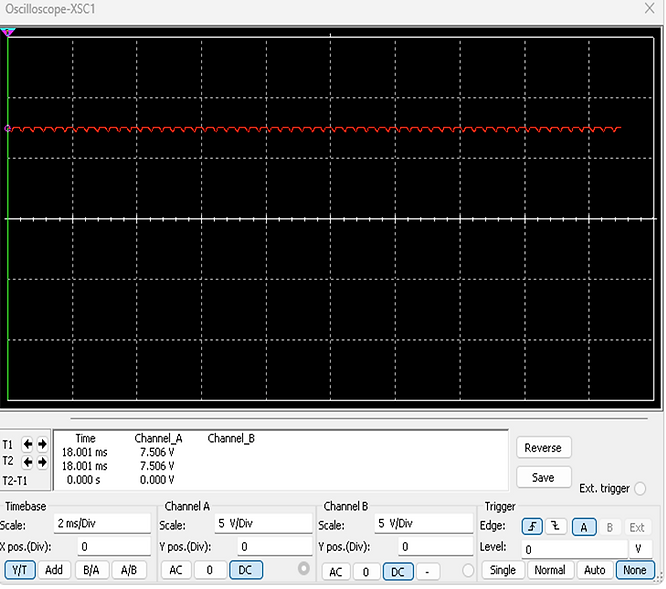 Oscilloscope-XSC1
Time Channel_A Channel_B
T1 18.001 ms 7.506 V
T2 18.001 ms 7.506 V
T2-T1 0.000 s 0.000 V
Reverse
Save
Ext. trigger
Timebase
Scale: 2 ms/Div
X pos.(Div): 0
Y/T Add B/A A/B
Channel A
Scale: 5 V/Div
Y pos.(Div): 0
AC 0 DC
Channel B
Scale: 5 V/Div
Y pos.(Div): 0
AC 0 DC -
Trigger
Edge: A B Ext
Level: 0 V
Single Normal Auto None